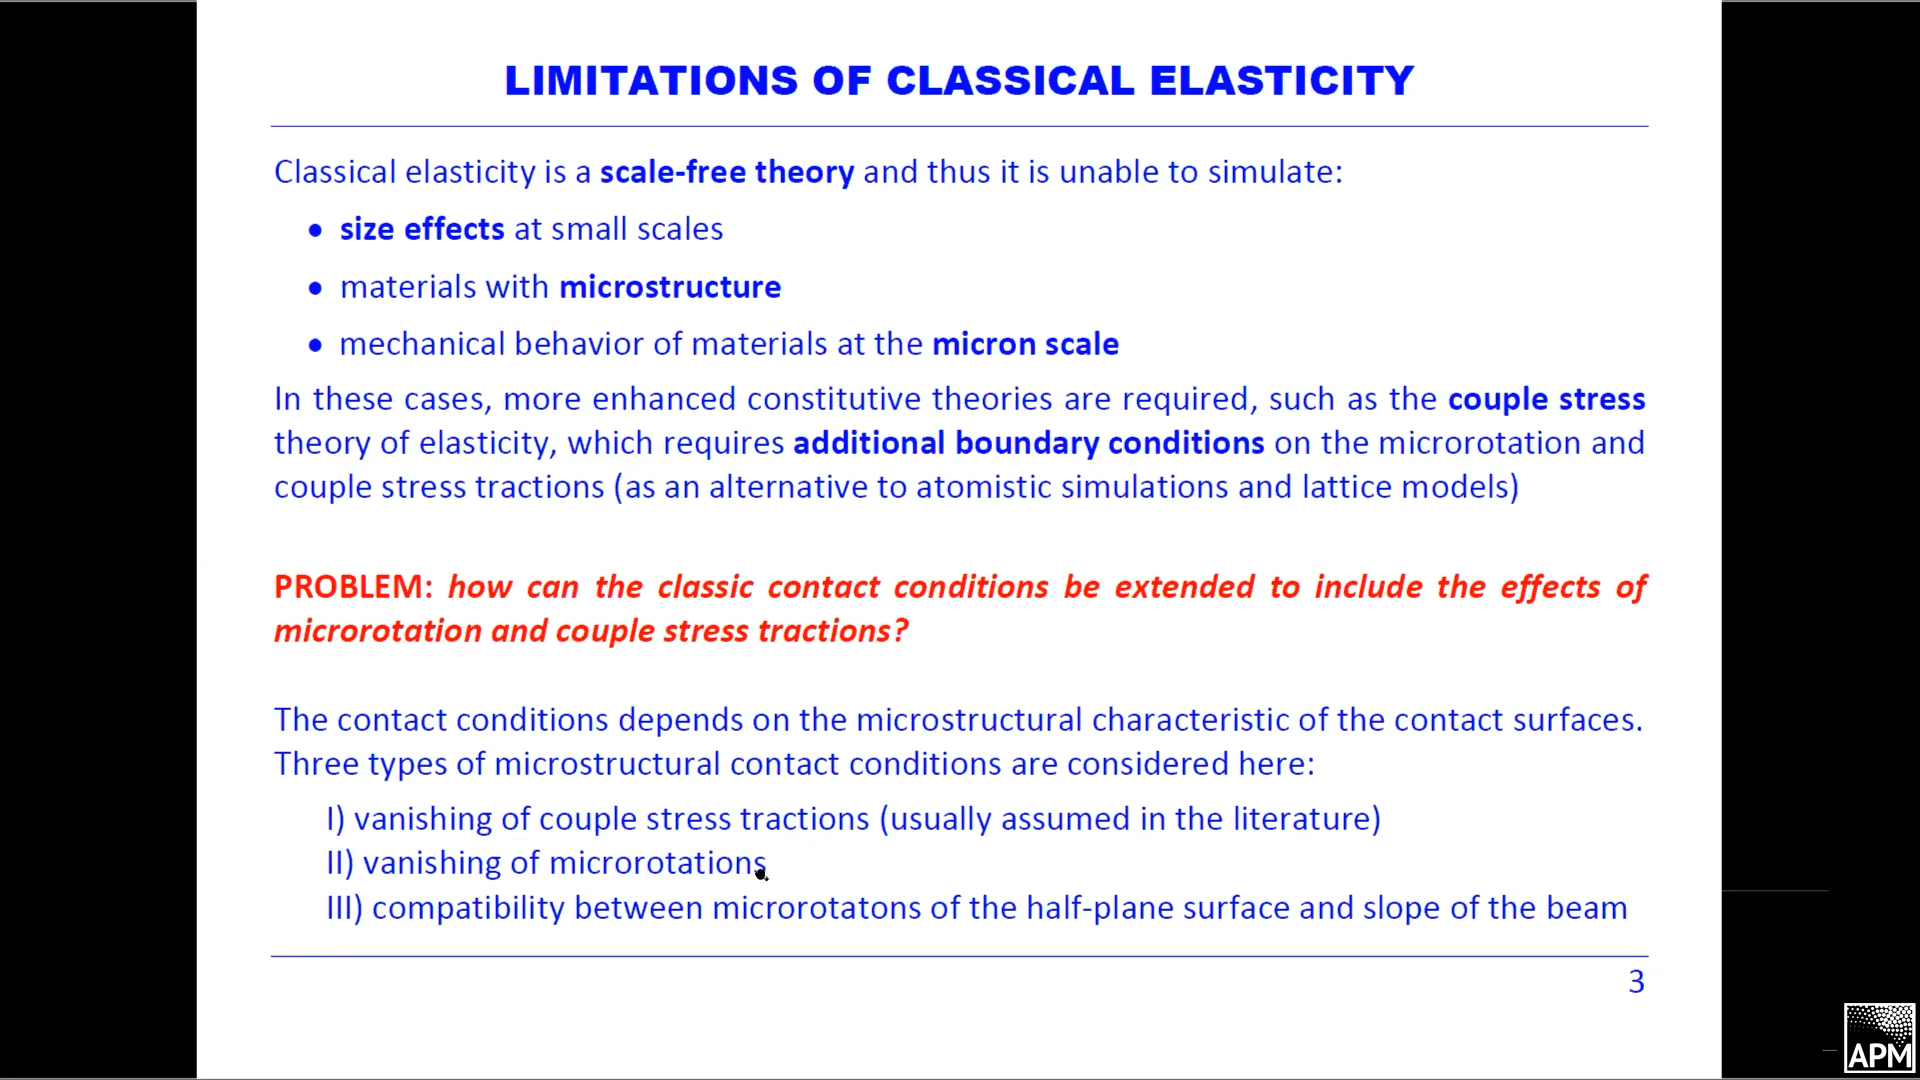 LIMITATIONS OF CLASSICAL ELASTICITY
Classical elasticity is a scale-free theory and thus it is unable to simulate:
• size effects at small scales
• materials with microstructure
• mechanical behavior of materials at the micron scale
In these cases, more enhanced constitutive theories are required, such as the couple stress
theory of elasticity, which requires additional boundary conditions on the microrotation and
couple stress tractions (as an alternative to atomistic simulations and lattice models)
PROBLEM: how can the classic contact conditions be extended to include the effects of
microrotation and couple stress tractions?
The contact conditions depends on the microstructural characteristic of the contact surfaces.
Three types of microstructural contact conditions are considered here:
I) vanishing of couple stress tractions (usually assumed in the literature)
II) vanishing of microrotations
III) compatibility between microrotatons of the half-plane surface and slope of the beam
3
APM